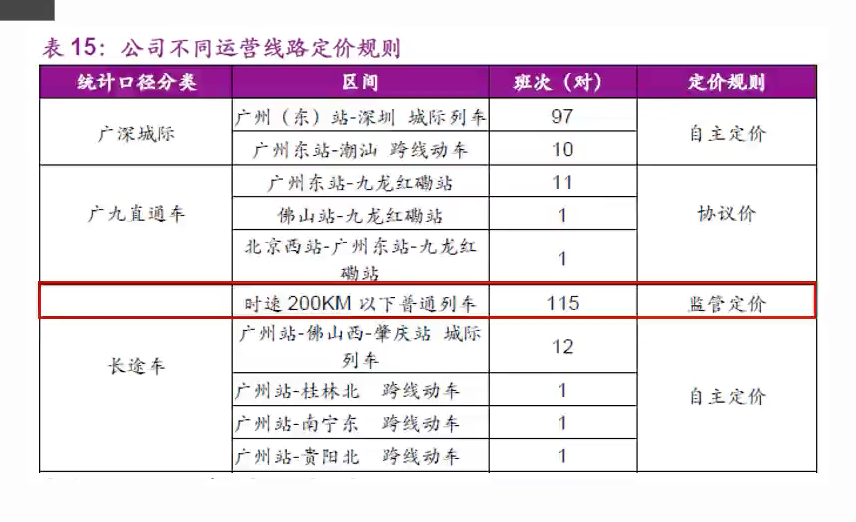 表 15：公司不同运营线路定价规则
统计口径分类 区间 班次（对） 定价规则
广深城际 广州（东）站-深圳 城际列车 97 自主定价
广州东站-潮汕 跨线动车 10
广九直通车 广州东站-九龙红磡站 11 协议价
佛山站-九龙红磡站 1
北京西站-广州东站-九龙红
磡站 1
时速 200KM 以下普通列车 115 监管定价
长途车 广州站-佛山西-肇庆站 城际
列车 12 自主定价
广州站-桂林北 跨线动车 1
广州站-南宁东 跨线动车 1
广州站-贵阳北 跨线动车 1